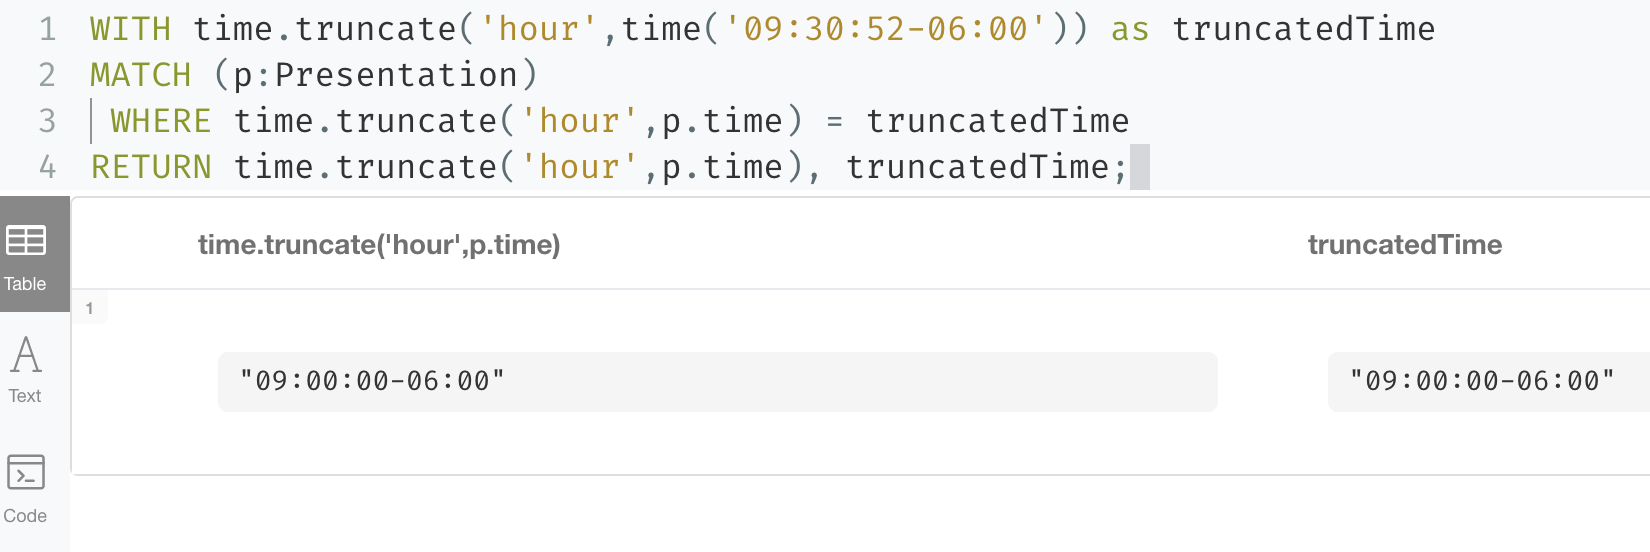 1 WITH time.truncate('hour',time('09:30:52-06:00')) as truncatedTime
2 MATCH (p:Presentation)
3 WHERE time.truncate('hour',p.time) = truncatedTime
4 RETURN time.truncate('hour',p.time), truncatedTime;
time.truncate('hour',p.time) truncatedTime
Table
1
"09:00:00-06:00" "09:00:00-06:00"
A
Text
>_
Code